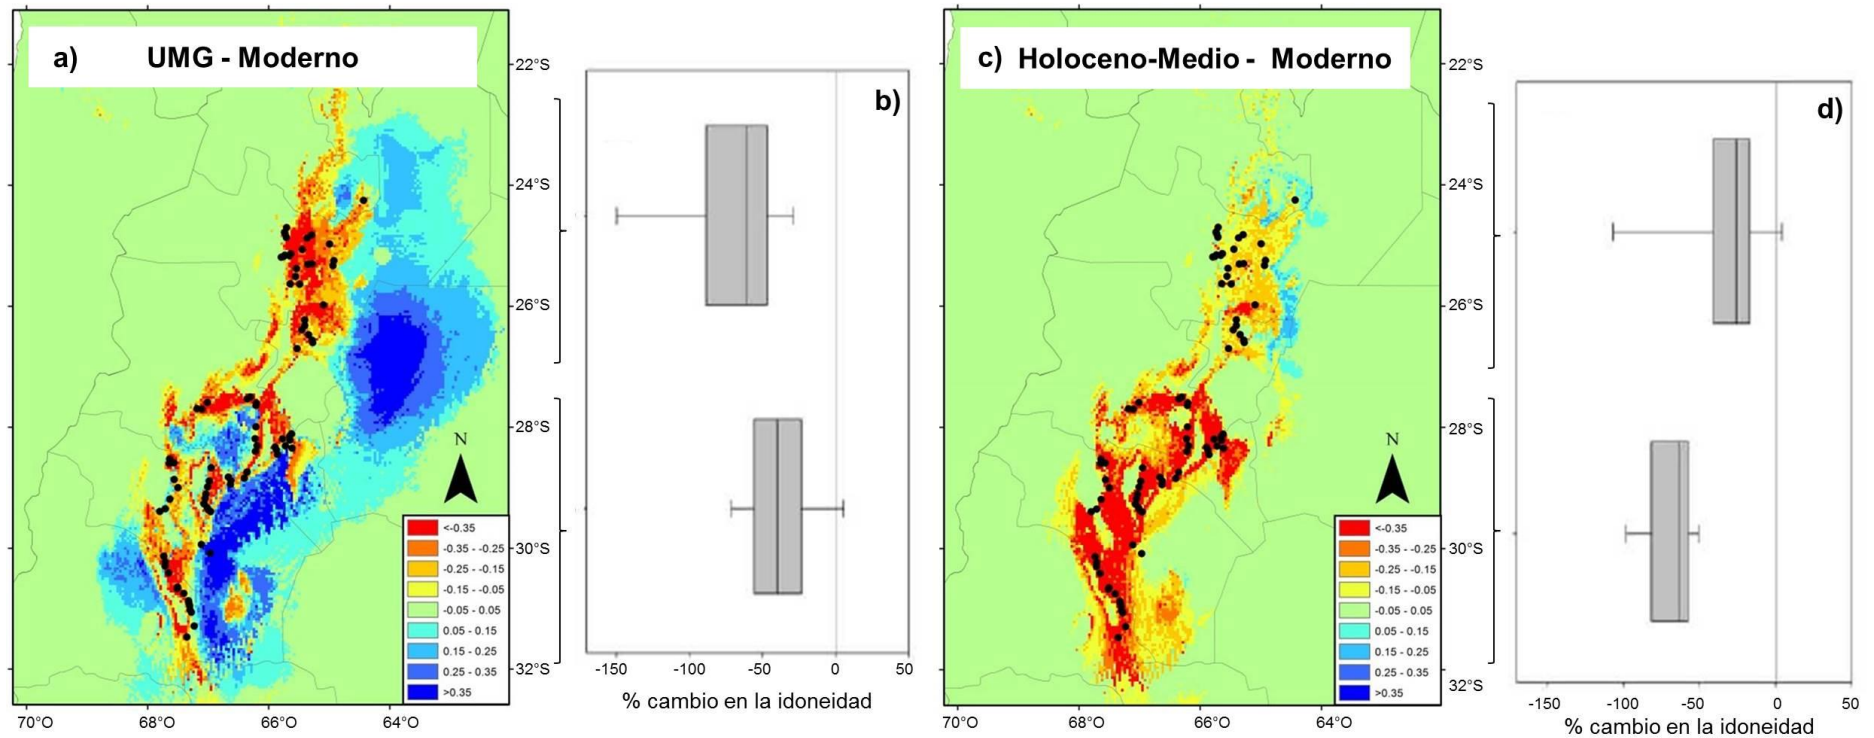 a) UMG - Moderno
22°S
24°S
26°S
28°S
30°S
32°S
N
<-0.35
-0.35 - -0.25
-0.25 - -0.15
-0.15 - -0.05
-0.05 - 0.05
0.05 - 0.15
0.15 - 0.25
0.25 - 0.35
>0.35
70°O 68°O 66°O 64°O
b)
-150 -100 -50 0 50
% cambio en la idoneidad
c) Holoceno-Medio - Moderno
22°S
24°S
26°S
28°S
30°S
32°S
N
<-0.35
-0.35 - -0.25
-0.25 - -0.15
-0.15 - -0.05
-0.05 - 0.05
0.05 - 0.15
0.15 - 0.25
0.25 - 0.35
>0.35
70°O 68°O 66°O 64°O
d)
-150 -100 -50 0 50
% cambio en la idoneidad